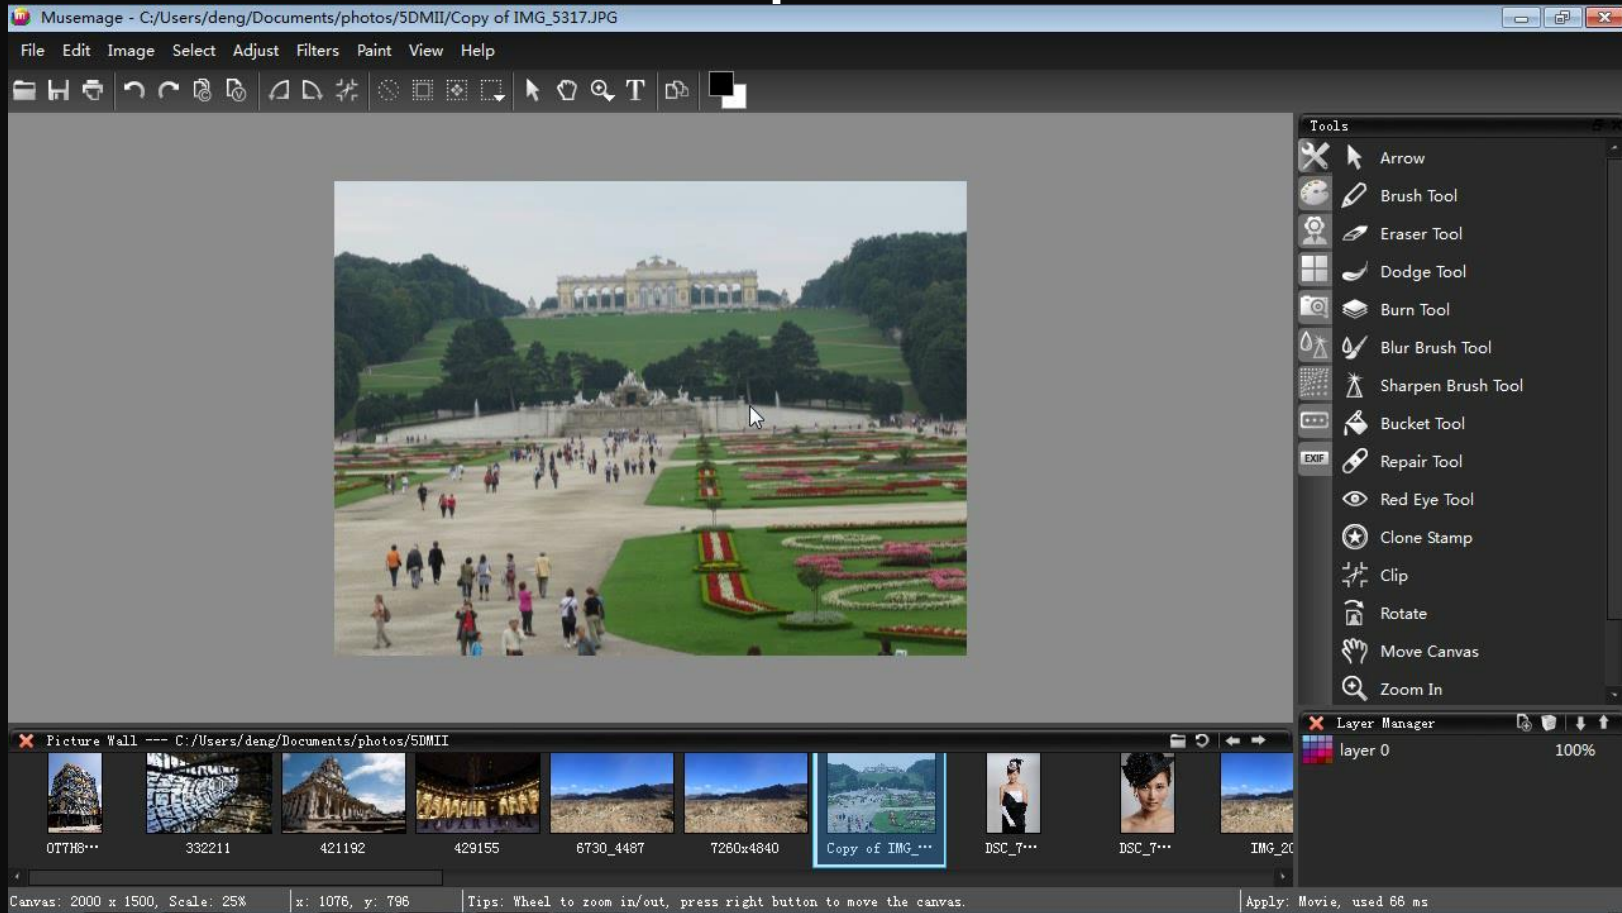 Musemage - C:/Users/deng/Documents/photos/5DMII/Copy of IMG_5317.JPG
File Edit Image Select Adjust Filters Paint View Help
Tools
Arrow
Brush Tool
Eraser Tool
Dodge Tool
Burn Tool
Blur Brush Tool
Sharpen Brush Tool
Bucket Tool
EXIF
Repair Tool
Red Eye Tool
Clone Stamp
Clip
Rotate
Move Canvas
Zoom In
Layer Manager
layer 0 100%
Picture Wall --- C:/Users/deng/Documents/photos/5DMII
0T7H8··· 332211 421192 429155 6730_4487 7260x4840 Copy of IMG_··· DSC_7··· DSC_7··· IMG_20
Canvas: 2000 x 1500, Scale: 25% x: 1076, y: 796 Tips: Wheel to zoom in/out, press right button to move the canvas. Apply: Movie, used 66 ms